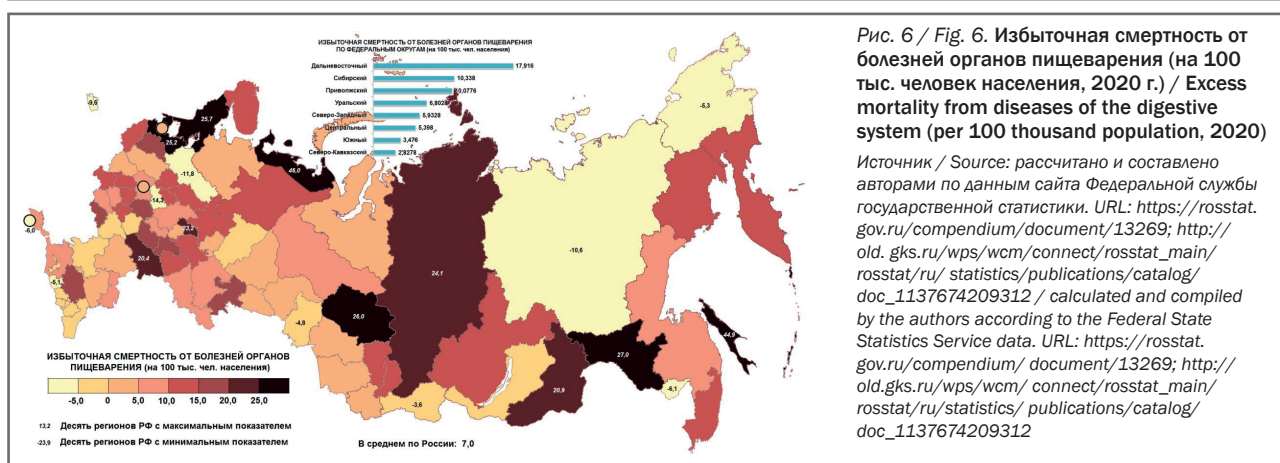 ИЗБЫТОЧНАЯ СМЕРТНОСТЬ ОТ БОЛЕЗНЕЙ ОРГАНОВ ПИЩЕВАРЕНИЯ
ПО ФЕДЕРАЛЬНЫМ ОКРУГАМ (на 100 тыс. чел. населения)
Дальневосточный 17,916
Сибирский 10,338
Приволжский 10,0776
Уральский 6,8028
Северо-Западный 5,9328
Центральный 5,398
Южный 3,476
Северо-Кавказский 2,8278
-9,6
25,7
25,2
-11,8
46,0
-14,3
-6,0
23,2
20,4
-5,1
-4,8
26,0
24,1
-3,6
-10,6
-5,3
20,9
27,0
-6,1
44,9
ИЗБЫТОЧНАЯ СМЕРТНОСТЬ ОТ БОЛЕЗНЕЙ ОРГАНОВ
ПИЩЕВАРЕНИЯ (на 100 тыс. чел. населения)
-5,0 0 5,0 10,0 15,0 20,0 25,0
13,2 Десять регионов РФ с максимальным показателем
-23,9 Десять регионов РФ с минимальным показателем
В среднем по России: 7,0
Рис. 6 / Fig. 6. Избыточная смертность от
болезней органов пищеварения (на 100
тыс. человек населения, 2020 г.) / Excess
mortality from diseases of the digestive
system (per 100 thousand population, 2020)
Источник / Source: рассчитано и составлено
авторами по данным сайта Федеральной службы
государственной статистики. URL: https://rosstat.
gov.ru/compendium/document/13269; http://
old. gks.ru/wps/wcm/connect/rosstat_main/
rosstat/ru/ statistics/publications/catalog/
doc_1137674209312 / calculated and compiled
by the authors according to the Federal State
Statistics Service data. URL: https://rosstat.
gov.ru/compendium/ document/13269; http://
old.gks.ru/wps/wcm/ connect/rosstat_main/
rosstat/ru/statistics/ publications/catalog/
doc_1137674209312